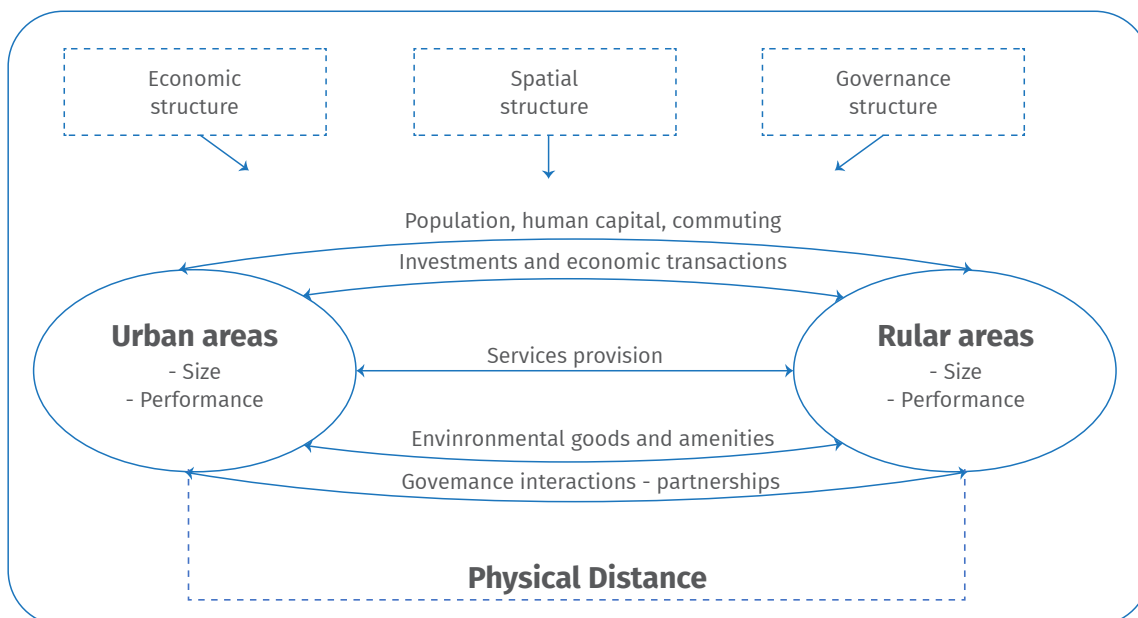 Economic
structure
Spatial
structure
Governance
structure
Population, human capital, commuting
Investments and economic transactions
Urban areas
- Size
- Performance
Services provision
Rular areas
- Size
- Performance
Envinronmental goods and amenities
Govemance interactions - partnerships
Physical Distance